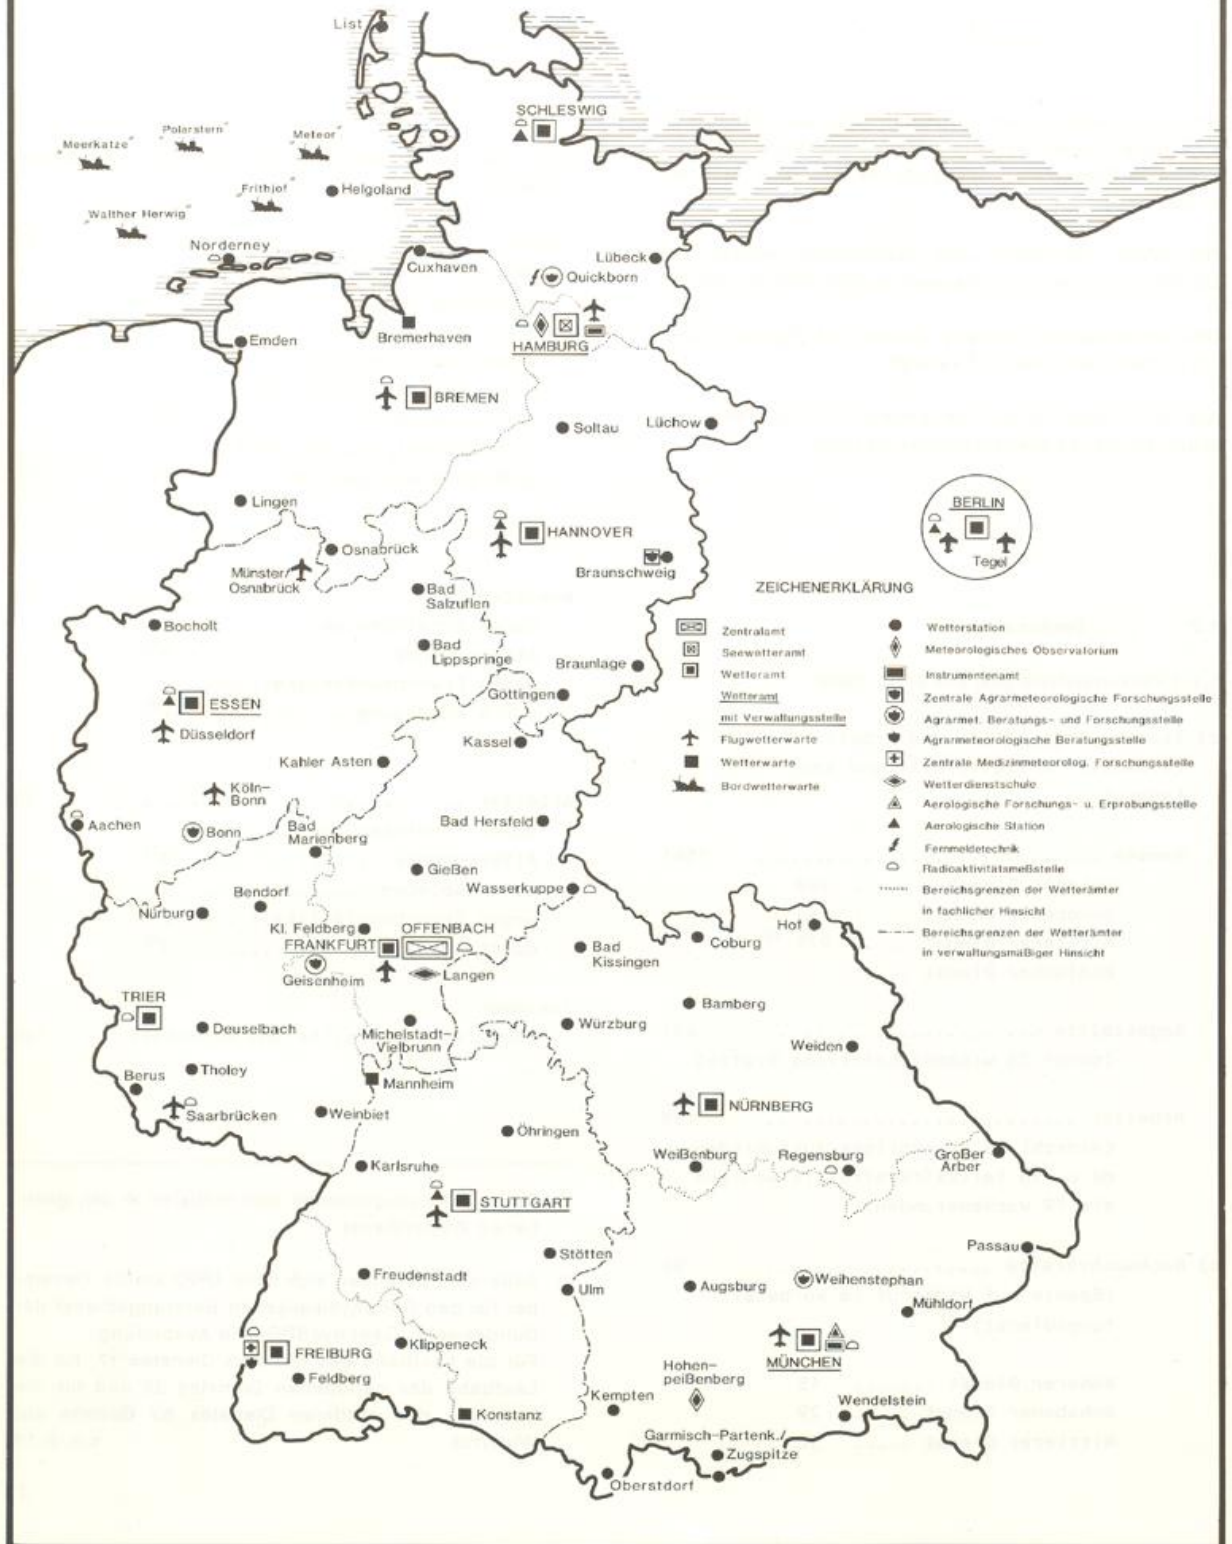 List
SCHLESWIG
"Meerkatze"
"Polarstern"
"Meteor"
"Frithjof"
Helgoland
"Walther Herwig"
Norderney
Cuxhaven
Lübeck
Quickborn
HAMBURG
Emden
Bremerhaven
BREMEN
Soltau
Lüchow
Lingen
Osnabrück
HANNOVER
BERLIN
Tegel
Münster/
Osnabrück
Braunschweig
Bad
Salzuflen
Bocholt
Bad
Lippspringe
Braunlage
Göttingen
ESSEN
Düsseldorf
Kassel
Kahler Asten
Köln-
Bonn
Aachen
Bonn
Bad
Marienberg
Bad Hersfeld
Gießen
Wasserkuppe
Bendorf
Nürburg
Kl. Feldberg
OFFENBACH
FRANKFURT
Geisenheim
Langen
Bad
Kissingen
Coburg
Hof
TRIER
Deuselbach
Michelstadt-
Vielbrunn
Würzburg
Bamberg
Weiden
Tholey
Berus
Mannheim
Saarbrücken
Weinbiet
NÜRNBERG
Öhringen
Weißenburg
Regensburg
Großer
Arber
Karlsruhe
STUTTGART
Stötten
Passau
Freudenstadt
Ulm
Augsburg
Weihenstephan
Mühldorf
Klippeneck
FREIBURG
Feldberg
MÜNCHEN
Hohen-
peißenberg
Kempten
Konstanz
Wendelstein
Garmisch-Partenk./
Zugspitze
Oberstdorf
ZEICHENERKLÄRUNG
Zentralamt
Seewetteramt
Wetteramt
Wetteramt
mit Verwaltungsstelle
Flugwetterwarte
Wetterwarte
Bordwetterwarte
Wetterstation
Meteorologisches Observatorium
Instrumentenamt
Zentrale Agrarmeteorologische Forschungsstelle
Agrarmet. Beratungs- und Forschungsstelle
Agrarmeteorologische Beratungsstelle
Zentrale Medizinmeteorolog. Forschungsstelle
Wetterdienstschule
Aerologische Forschungs- u. Erprobungsstelle
Aerologische Station
Fernmeldetechnik
Radioaktivitätsmeßstelle
Bereichsgrenzen der Wetterämter
in fachlicher Hinsicht
Bereichsgrenzen der Wetterämter
in verwaltungsmäßiger Hinsicht